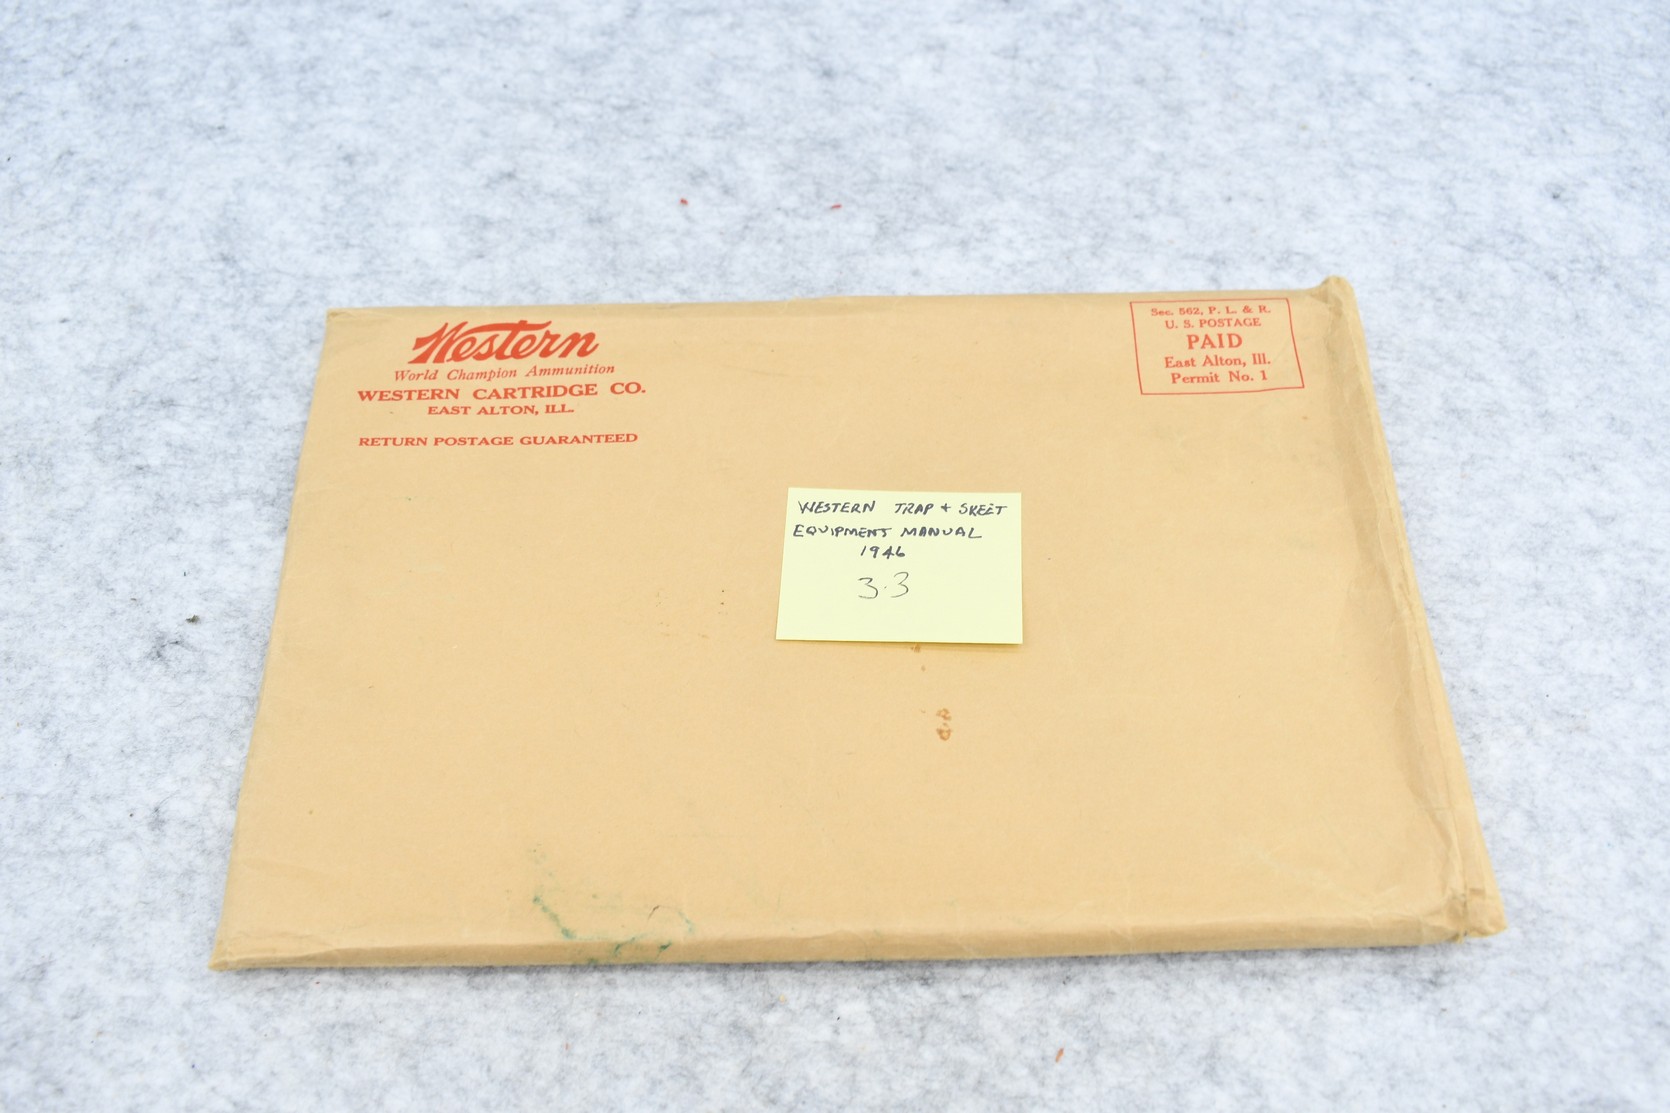 Western
World Champion Ammunition
WESTERN CARTRIDGE CO.
EAST ALTON, ILL.
RETURN POSTAGE GUARANTEED
Sec. 562, P. L. & R.
U. S. POSTAGE
PAID
East Alton, Ill.
Permit No. 1
WESTERN TRAP + SKEET
EQUIPMENT MANUAL
1946
3.3